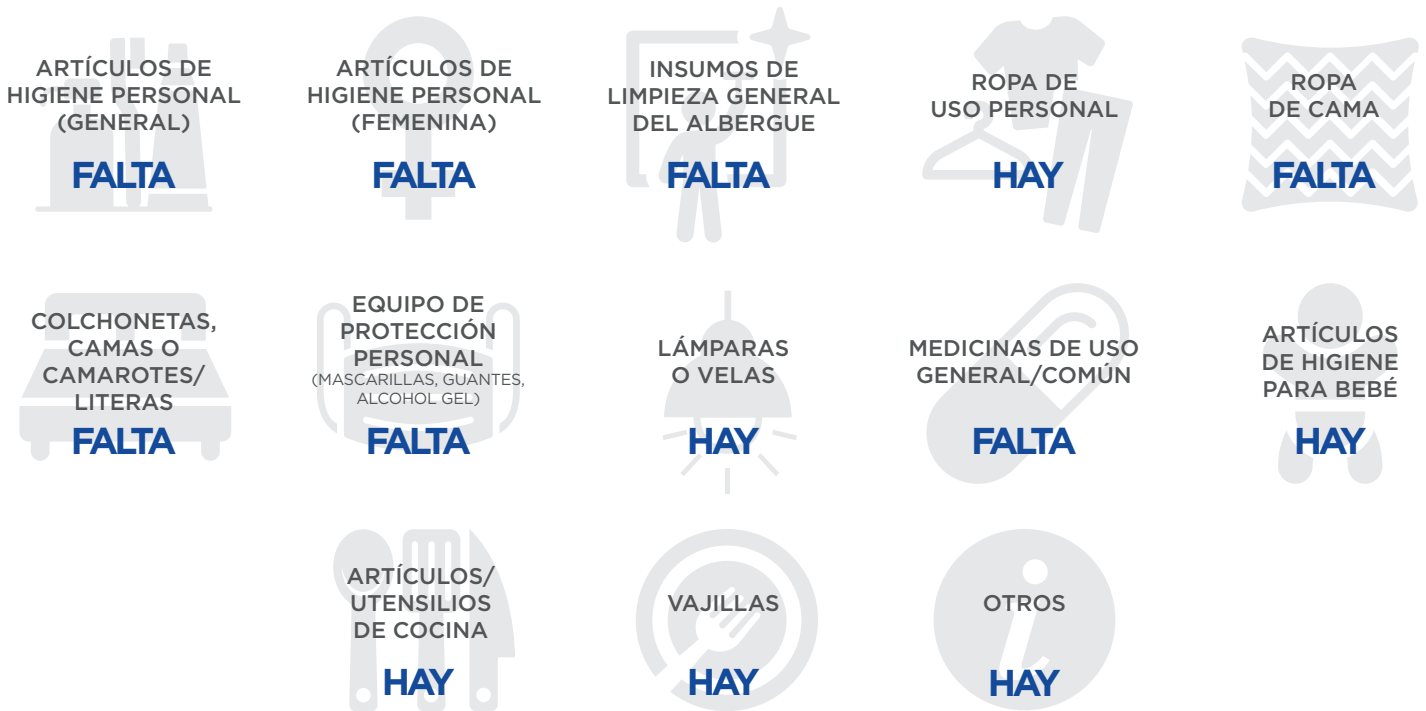 ARTÍCULOS DE
HIGIENE PERSONAL
(GENERAL)
FALTA
ARTÍCULOS DE
HIGIENE PERSONAL
(FEMENINA)
FALTA
INSUMOS DE
LIMPIEZA GENERAL
DEL ALBERGUE
FALTA
ROPA DE
USO PERSONAL
HAY
ROPA
DE CAMA
FALTA
COLCHONETAS,
CAMAS O
CAMAROTES/
LITERAS
FALTA
EQUIPO DE
PROTECCIÓN
PERSONAL
(MASCARILLAS, GUANTES,
ALCOHOL GEL)
FALTA
LÁMPARAS
O VELAS
HAY
MEDICINAS DE USO
GENERAL/COMÚN
FALTA
ARTÍCULOS
DE HIGIENE
PARA BEBÉ
HAY
ARTÍCULOS/
UTENSILIOS
DE COCINA
HAY
VAJILLAS
HAY
OTROS
HAY